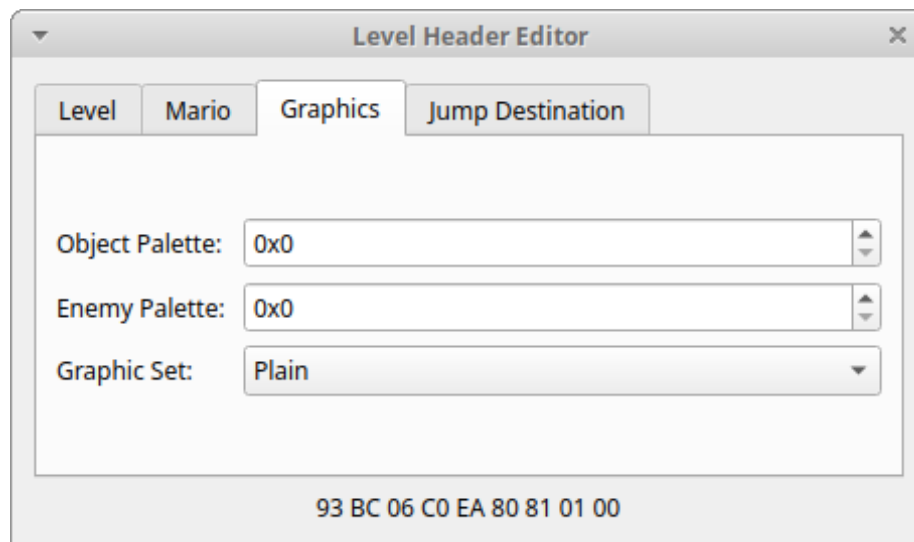 Level Header Editor
Level Mario Graphics Jump Destination
Object Palette: 0x0
Enemy Palette: 0x0
Graphic Set: Plain
93 BC 06 C0 EA 80 81 01 00